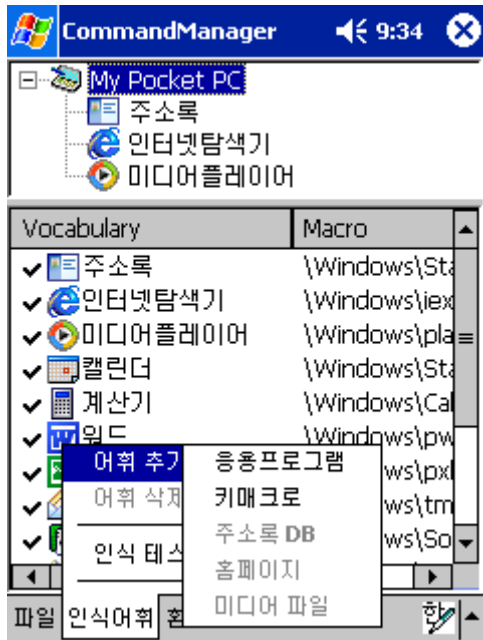 CommandManager 9:34
My Pocket PC
주소록
인터넷탐색기
미디어플레이어
Vocabulary Macro
주소록 \Windows\Sta
인터넷탐색기 \Windows\iex
미디어플레이어 \Windows\pla
캘린더 \Windows\Sta
계산기 \Windows\Cal
워드 \Windows\pw
ws\pxl
ws\tm
ws\So
어휘 추가
어휘 삭제
인식 테스
응용프로그램
키매크로
주소록 DB
홈페이지
미디어 파일
파일 인식어휘 환 한